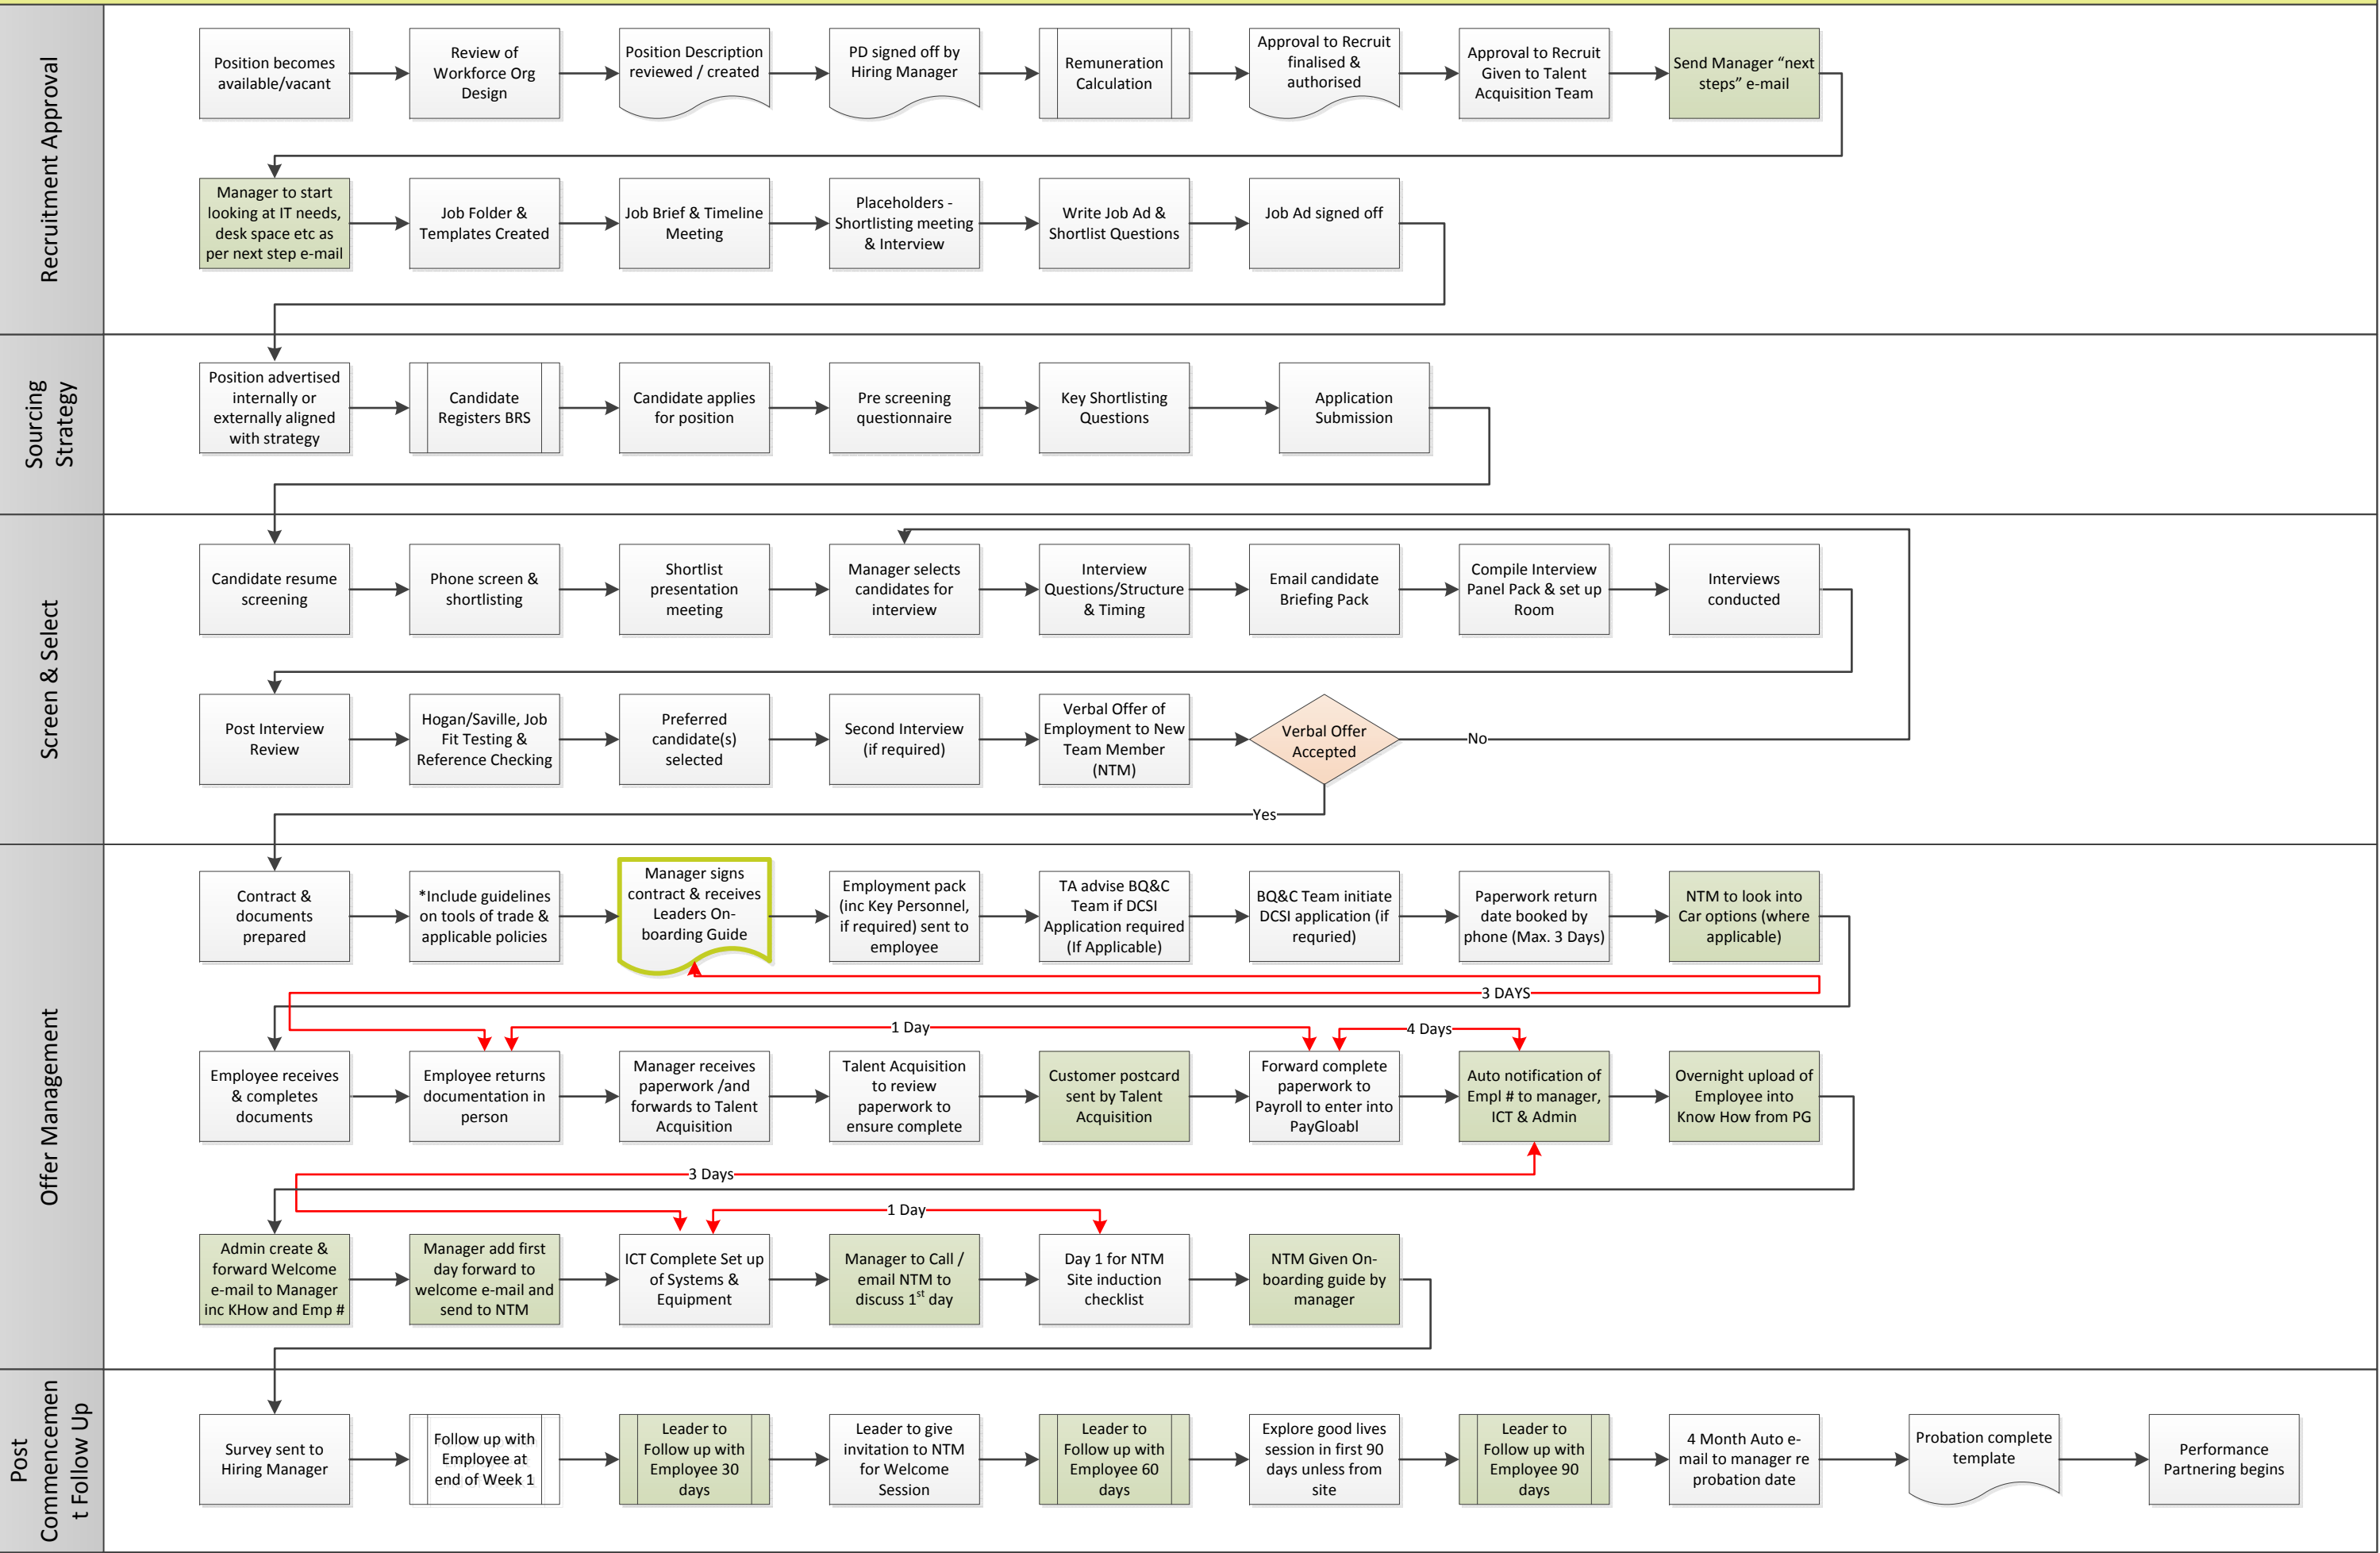 Recruitment Approval
Position becomes
available/vacant
Review of
Workforce Org
Design
Position Description
reviewed / created
PD signed off by
Hiring Manager
Remuneration
Calculation
Approval to Recruit
finalised &
authorised
Approval to Recruit
Given to Talent
Acquisition Team
Send Manager “next
steps” e-mail
Manager to start
looking at IT needs,
desk space etc as
per next step e-mail
Job Folder &
Templates Created
Job Brief & Timeline
Meeting
Placeholders -
Shortlisting meeting
& Interview
Write Job Ad &
Shortlist Questions
Job Ad signed off
Sourcing
Strategy
Position advertised
internally or
externally aligned
with strategy
Candidate
Registers BRS
Candidate applies
for position
Pre screening
questionnaire
Key Shortlisting
Questions
Application
Submission
Screen & Select
Candidate resume
screening
Phone screen &
shortlisting
Shortlist
presentation
meeting
Manager selects
candidates for
interview
Interview
Questions/Structure
& Timing
Email candidate
Briefing Pack
Compile Interview
Panel Pack & set up
Room
Interviews
conducted
Post Interview
Review
Hogan/Saville, Job
Fit Testing &
Reference Checking
Preferred
candidate(s)
selected
Second Interview
(if required)
Verbal Offer of
Employment to New
Team Member
(NTM)
Verbal Offer
Accepted
No
Yes
Offer Management
Contract &
documents
prepared
*Include guidelines
on tools of trade &
applicable policies
Manager signs
contract & receives
Leaders On-
boarding Guide
Employment pack
(inc Key Personnel,
if required) sent to
employee
TA advise BQ&C
Team if DCSI
Application required
(If Applicable)
BQ&C Team initiate
DCSI application (if
requried)
Paperwork return
date booked by
phone (Max. 3 Days)
NTM to look into
Car options (where
applicable)
3 DAYS
1 Day
4 Days
Employee receives
& completes
documents
Employee returns
documentation in
person
Manager receives
paperwork /and
forwards to Talent
Acquisition
Talent Acquisition
to review
paperwork to
ensure complete
Customer postcard
sent by Talent
Acquisition
Forward complete
paperwork to
Payroll to enter into
PayGloabl
Auto notification of
Empl # to manager,
ICT & Admin
Overnight upload of
Employee into
Know How from PG
3 Days
1 Day
Admin create &
forward Welcome
e-mail to Manager
inc KHow and Emp #
Manager add first
day forward to
welcome e-mail and
send to NTM
ICT Complete Set up
of Systems &
Equipment
Manager to Call /
email NTM to
discuss 1st day
Day 1 for NTM
Site induction
checklist
NTM Given On-
boarding guide by
manager
Post
Commencemen
t Follow Up
Survey sent to
Hiring Manager
Follow up with
Employee at
end of Week 1
Leader to
Follow up with
Employee 30
days
Leader to give
invitation to NTM
for Welcome
Session
Leader to
Follow up with
Employee 60
days
Explore good lives
session in first 90
days unless from
site
Leader to
Follow up with
Employee 90
days
4 Month Auto e-
mail to manager re
probation date
Probation complete
template
Performance
Partnering begins